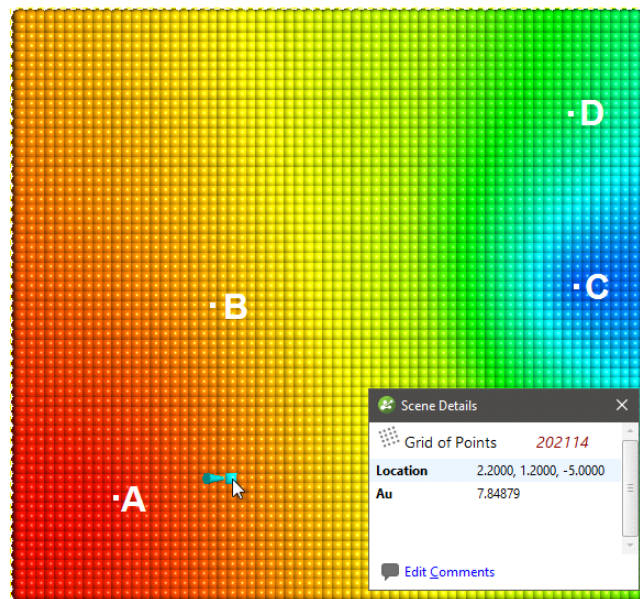 D
C
B
Scene Details
Grid of Points 202114
Location 2.2000, 1.2000, -5.0000
Au 7.84879
A
Edit Comments